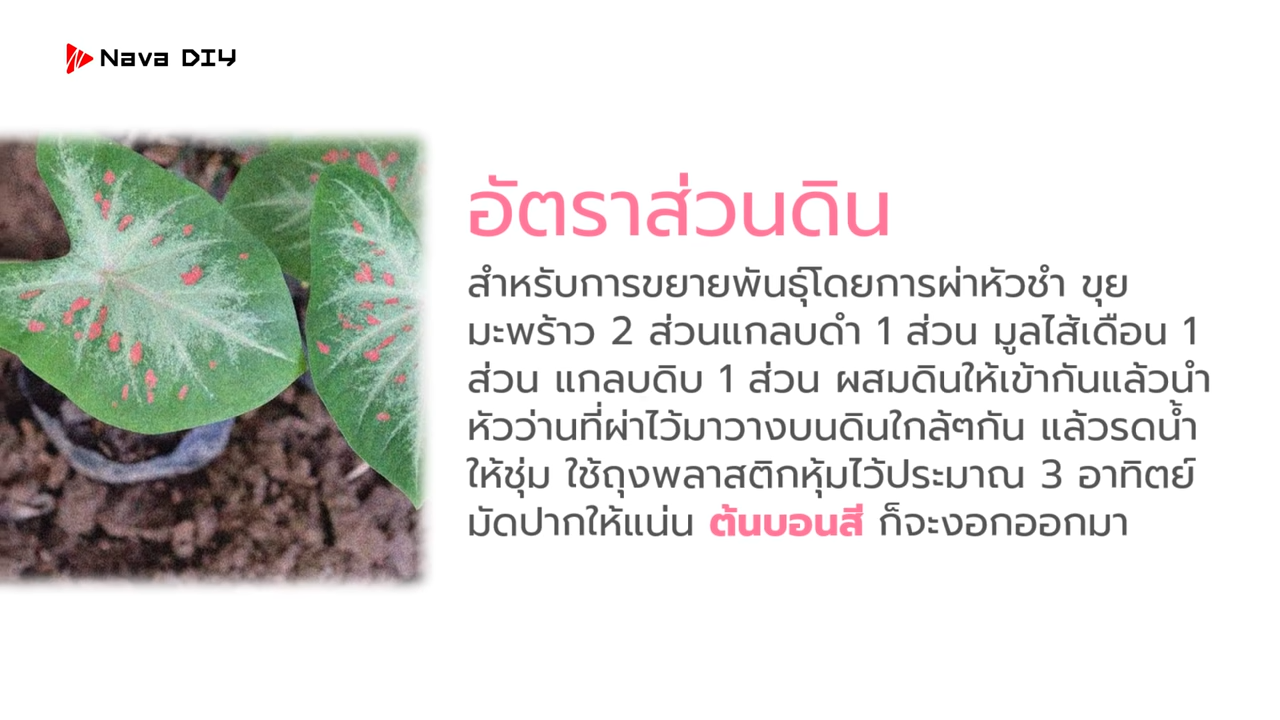 Nava DIY
อัตราส่วนดิน
สำหรับการขยายพันธุ์โดยการผ่าหัวชำ ขุย
มะพร้าว 2 ส่วนแกลบดำ 1 ส่วน มูลไส้เดือน 1
ส่วน แกลบดิบ 1 ส่วน ผสมดินให้เข้ากันแล้วนำ
หัวว่านที่ผ่าไว้มาวางบนดินใกล้ๆกัน แล้วรดน้ำ
ให้ชุ่ม ใช้ถุงพลาสติกหุ้มไว้ประมาณ 3 อาทิตย์
มัดปากให้แน่น ต้นบอนสี ก็จะงอกออกมา